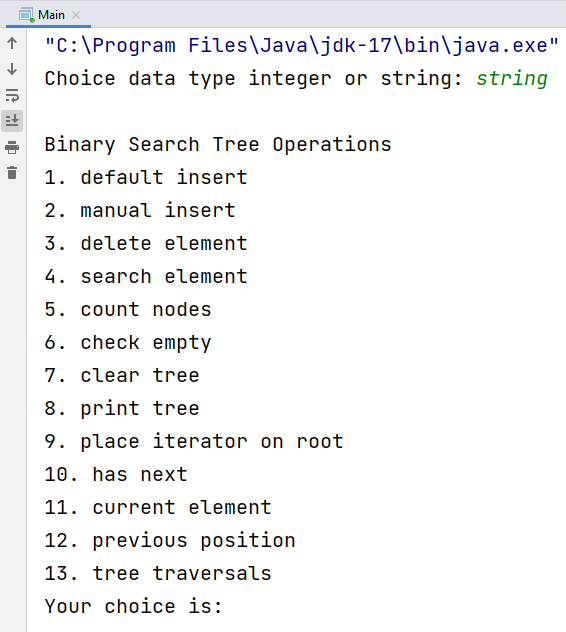 Main
"C:\Program Files\Java\jdk-17\bin\java.exe"
Choice data type integer or string: string
Binary Search Tree Operations
1. default insert
2. manual insert
3. delete element
4. search element
5. count nodes
6. check empty
7. clear tree
8. print tree
9. place iterator on root
10. has next
11. current element
12. previous position
13. tree traversals
Your choice is: